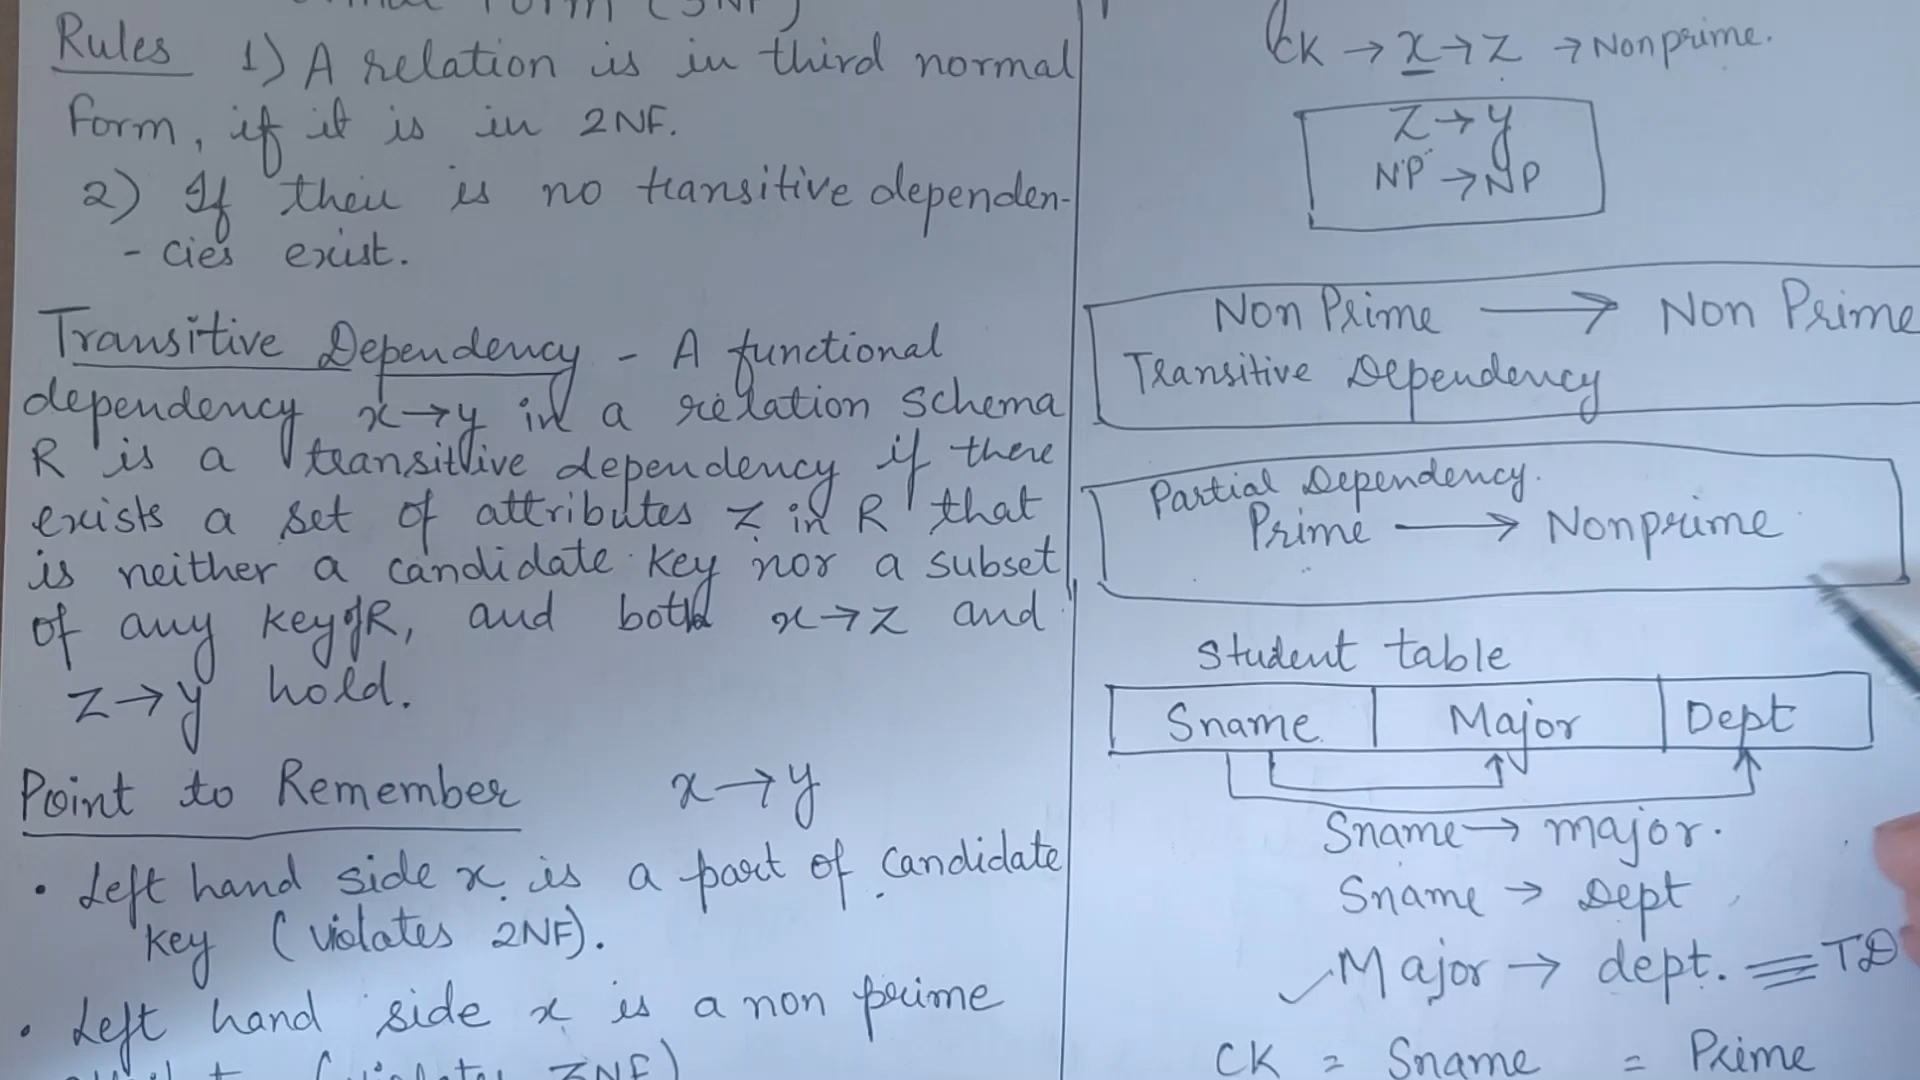 Form (3NF)
Rules 1) A relation is in third normal
form, if it is in 2NF.
2) If their is no transitive dependen-
- cies exist.
Transitive Dependency - A functional
dependency x→y in a relation schema
R is a transitive dependency if there
exists a set of attributes z in R that
is neither a candidate key nor a subset
of any key of R, and both x→z and
z→y hold.
Point to Remember x→y
• Left hand side x is a part of candidate
key (violates 2NF).
• Left hand side x is a non prime
(violates 3NF)
CK → x→z → Nonprime.
z→y
NP → NP
Non Prime → Non Prime
Transitive Dependency
Partial Dependency.
Prime → Nonprime
Student table
Sname Major Dept
Sname → major.
Sname → Dept
✓Major → dept. ≡ TD
CK = Sname = Prime